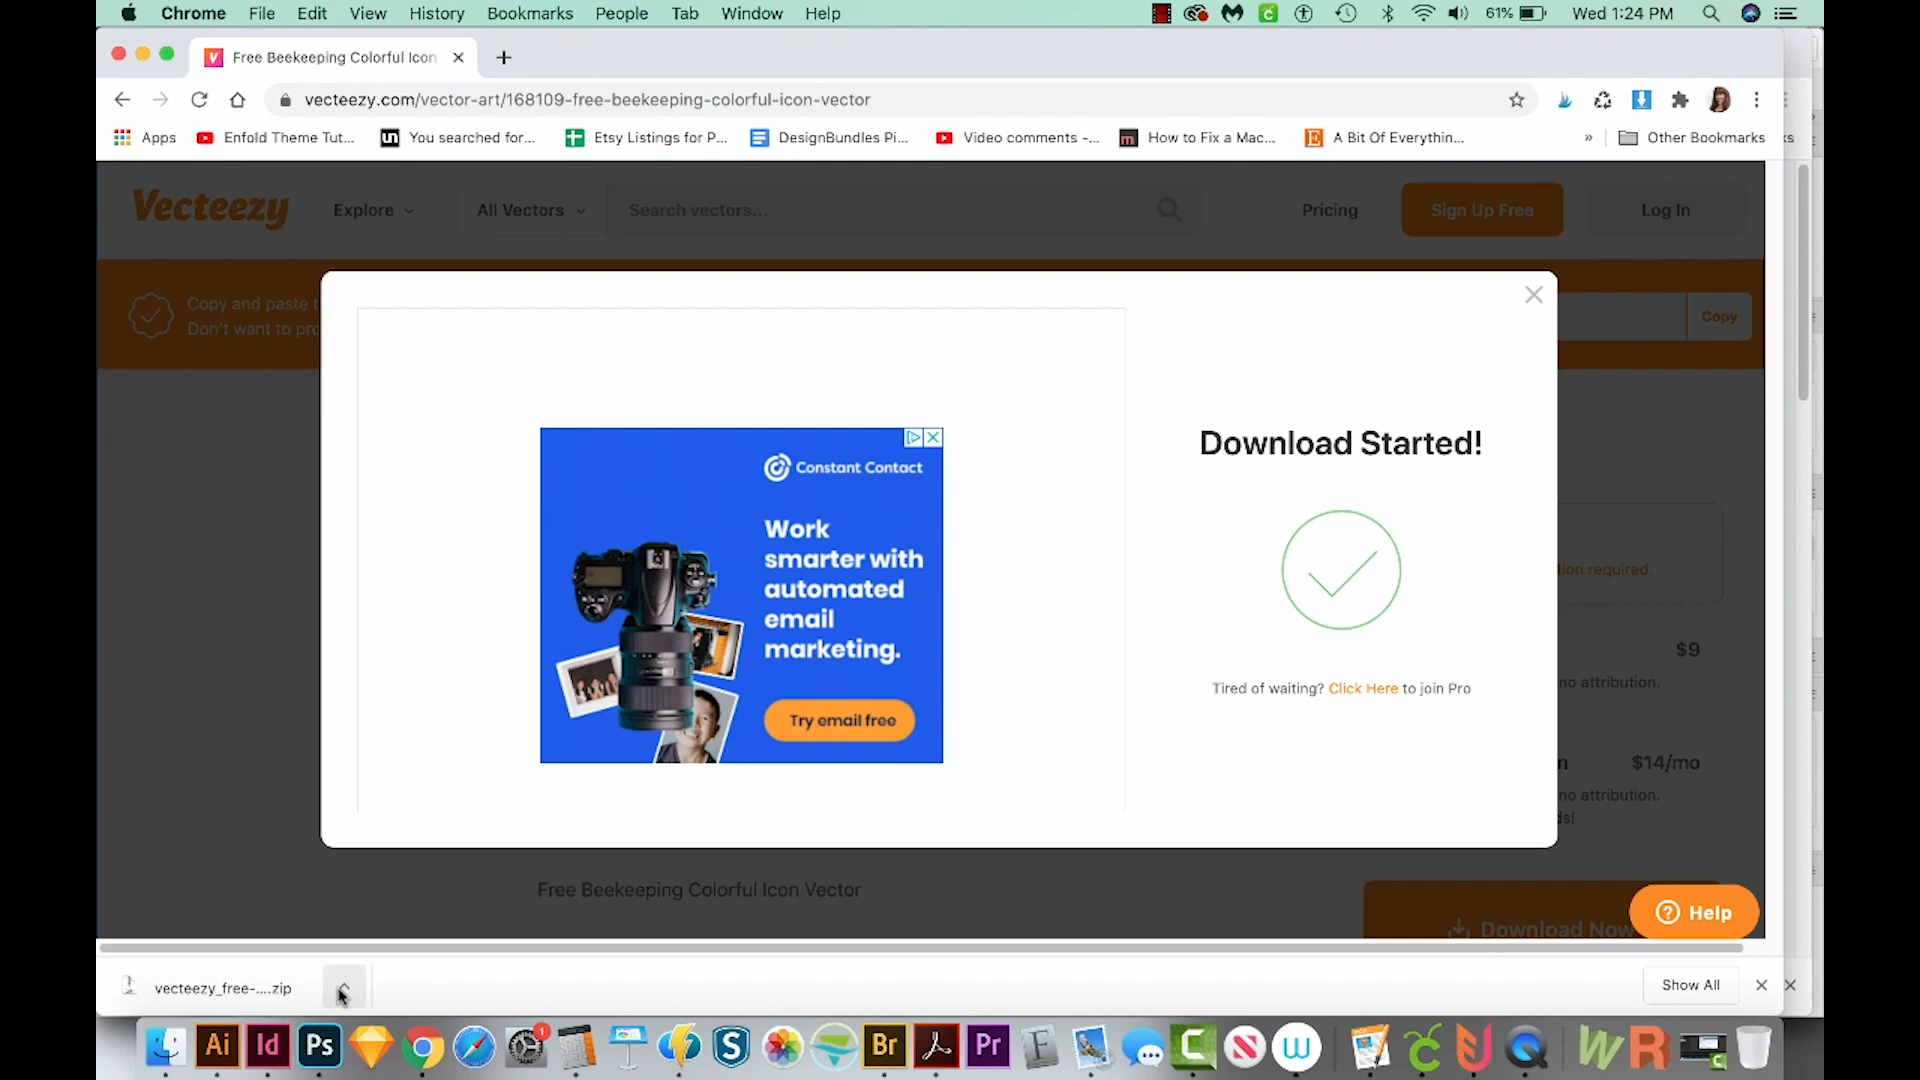 Chrome File Edit View History Bookmarks People Tab Window Help 61% Wed 1:24 PM
Free Beekeeping Colorful Icon
vecteezy.com/vector-art/168109-free-beekeeping-colorful-icon-vector
Apps Enfold Theme Tut... You searched for... Etsy Listings for P... DesignBundles Pi... Video comments -... How to Fix a Mac... A Bit Of Everythin... » Other Bookmarks
Vecteezy Explore All Vectors Search vectors... Pricing Sign Up Free Log In
Copy and paste t
Don't want to pro
Copy
Constant Contact
Work
smarter with
automated
email
marketing.
Try email free
Download Started!
Tired of waiting? Click Here to join Pro
tion required.
$9
no attribution.
n $14/mo
no attribution.
ds!
Free Beekeeping Colorful Icon Vector
Download Now
Help
vecteezy_free-....zip
Show All
Ai Id Ps 1 S Br Pr F C N W